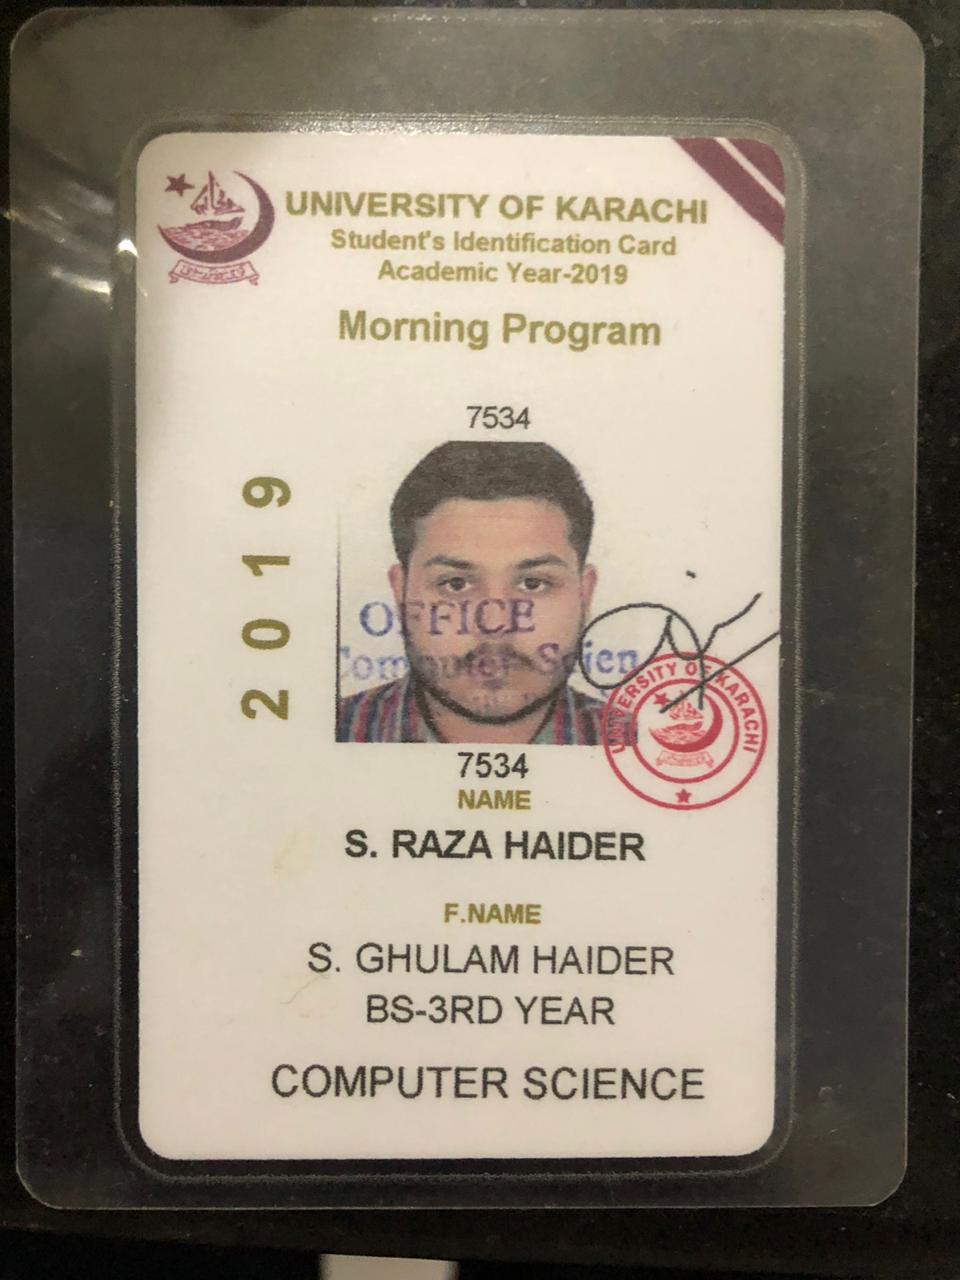 UNIVERSITY OF KARACHI
Student's Identification Card
Academic Year-2019
Morning Program
7534
2019
OFFICE
Computer Scien
UNIVERSITY OF KARACHI
7534
NAME
S. RAZA HAIDER
F.NAME
S. GHULAM HAIDER
BS-3RD YEAR
COMPUTER SCIENCE